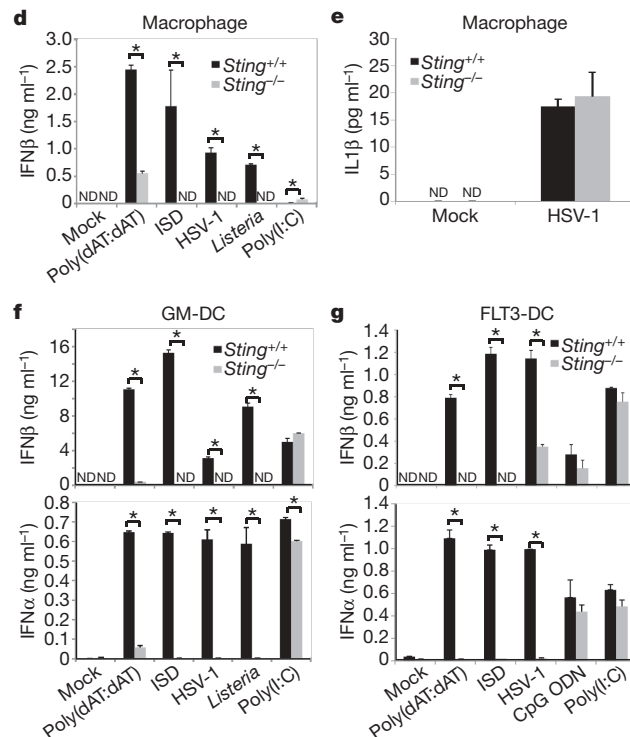 d
Macrophage
IFNβ (ng ml⁻¹)
3.0
2.5
2.0
1.5
1.0
0.5
0
*
*
*
*
*
Sting+/+
Sting−/−
NDND
ND
ND
ND
Mock
Poly(dAT:dAT)
ISD
HSV-1
Listeria
Poly(I:C)
e
Macrophage
IL1β (pg ml⁻¹)
30
25
20
15
10
5
0
Sting+/+
Sting−/−
ND ND
Mock
HSV-1
f
GM-DC
IFNβ (ng ml⁻¹)
16
12
8
4
0
*
*
*
*
Sting+/+
Sting−/−
NDND
ND
ND
ND
IFNα (ng ml⁻¹)
0.8
0.7
0.6
0.5
0.4
0.3
0.2
0.1
0
*
*
*
*
*
Mock
Poly(dAT:dAT)
ISD
HSV-1
Listeria
Poly(I:C)
g
FLT3-DC
IFNβ (ng ml⁻¹)
1.4
1.2
1.0
0.8
0.6
0.4
0.2
0
*
*
*
Sting+/+
Sting−/−
NDND
ND
ND
IFNα (ng ml⁻¹)
1.4
1.2
1.0
0.8
0.6
0.4
0.2
0
*
*
*
Mock
Poly(dAT:dAT)
ISD
HSV-1
CpG ODN
Poly(I:C)